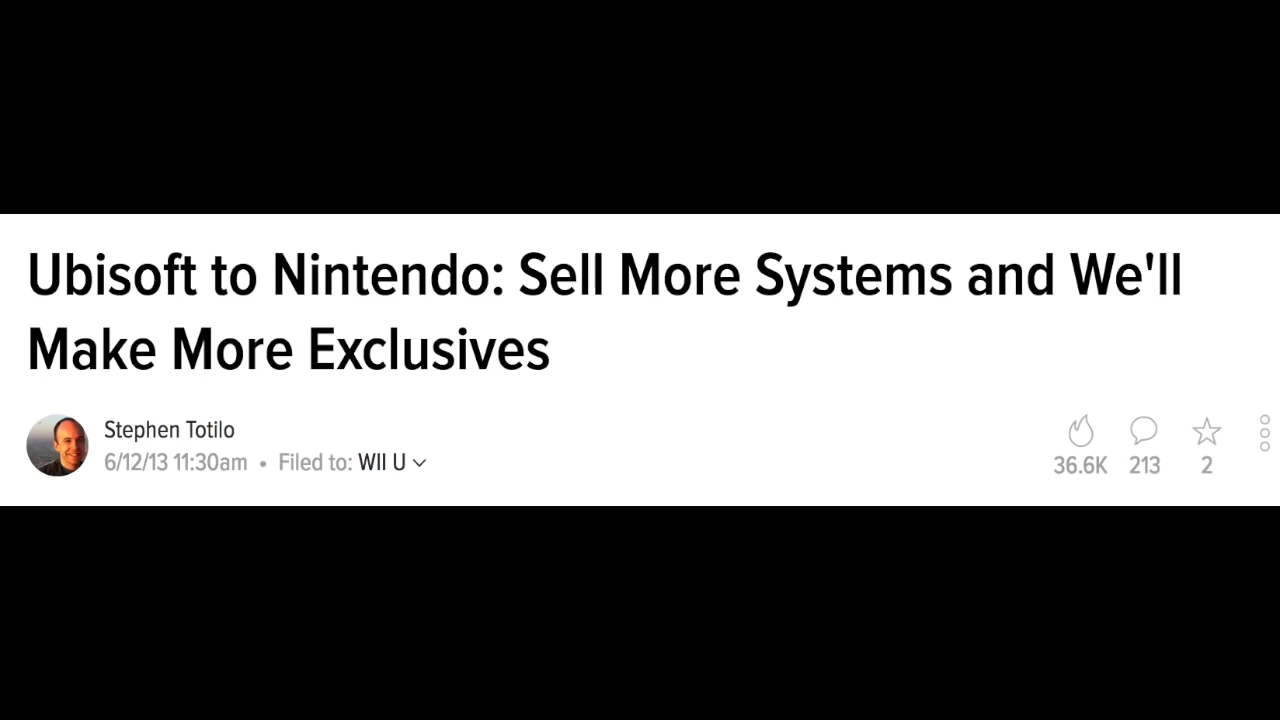 Ubisoft to Nintendo: Sell More Systems and We'll
Make More Exclusives
Stephen Totilo
6/12/13 11:30am • Filed to: WII U
36.6K 213 2